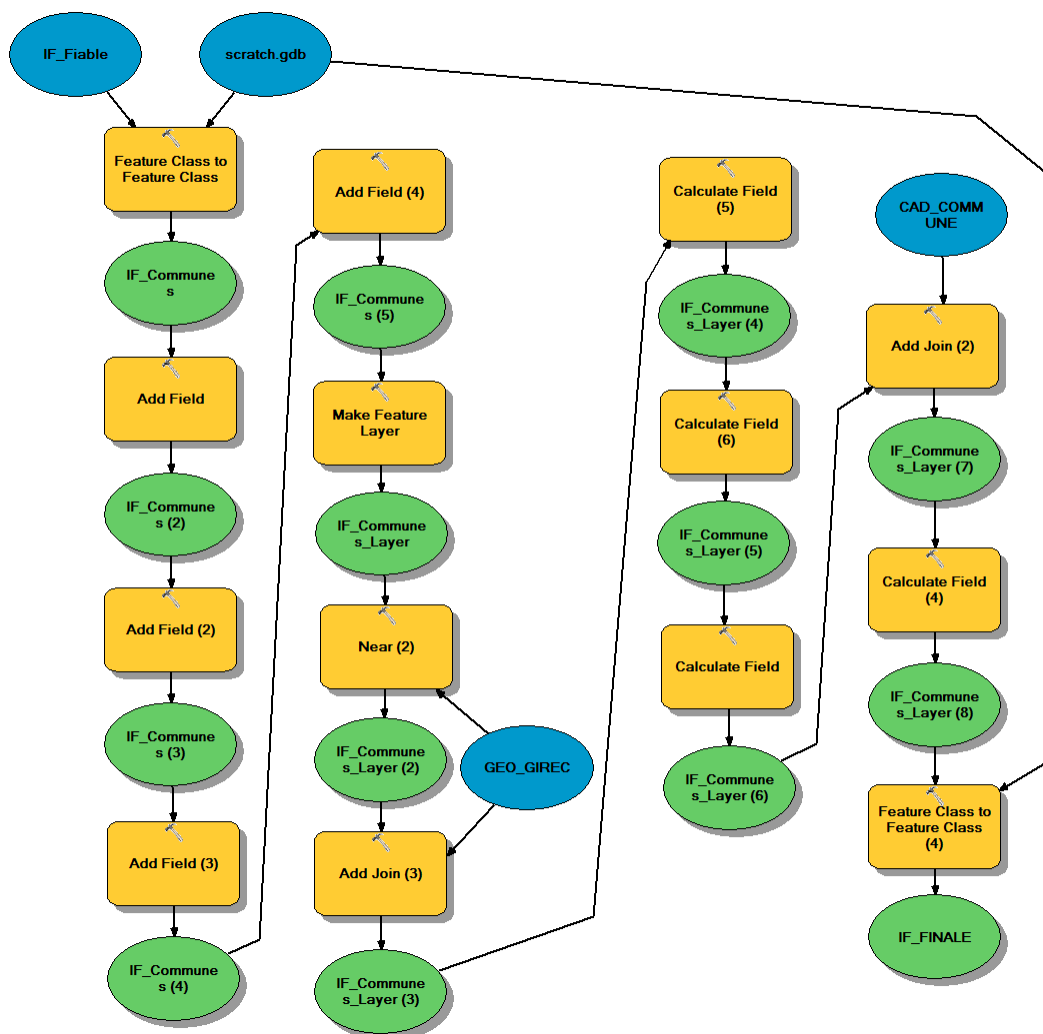 IF_Fiable
scratch.gdb
Feature Class to
Feature Class
IF_Commune
s
Add Field
IF_Commune
s (2)
Add Field (2)
IF_Commune
s (3)
Add Field (3)
IF_Commune
s (4)
Add Field (4)
IF_Commune
s (5)
Make Feature
Layer
IF_Commune
s_Layer
Near (2)
GEO_GIREC
IF_Commune
s_Layer (2)
Add Join (3)
IF_Commune
s_Layer (3)
Calculate Field
(5)
IF_Commune
s_Layer (4)
Calculate Field
(6)
IF_Commune
s_Layer (5)
Calculate Field
IF_Commune
s_Layer (6)
CAD_COMM
UNE
Add Join (2)
IF_Commune
s_Layer (7)
Calculate Field
(4)
IF_Commune
s_Layer (8)
Feature Class to
Feature Class
(4)
IF_FINALE